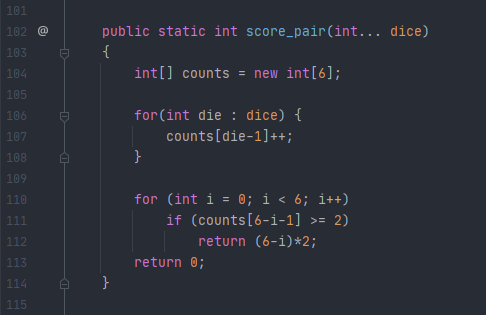 101
102 @ public static int score_pair(int... dice)
103 {
104 int[] counts = new int[6];
105
106 for(int die : dice) {
107 counts[die-1]++;
108 }
109
110 for (int i = 0; i < 6; i++)
111 if (counts[6-i-1] >= 2)
112 return (6-i)*2;
113 return 0;
114 }
115